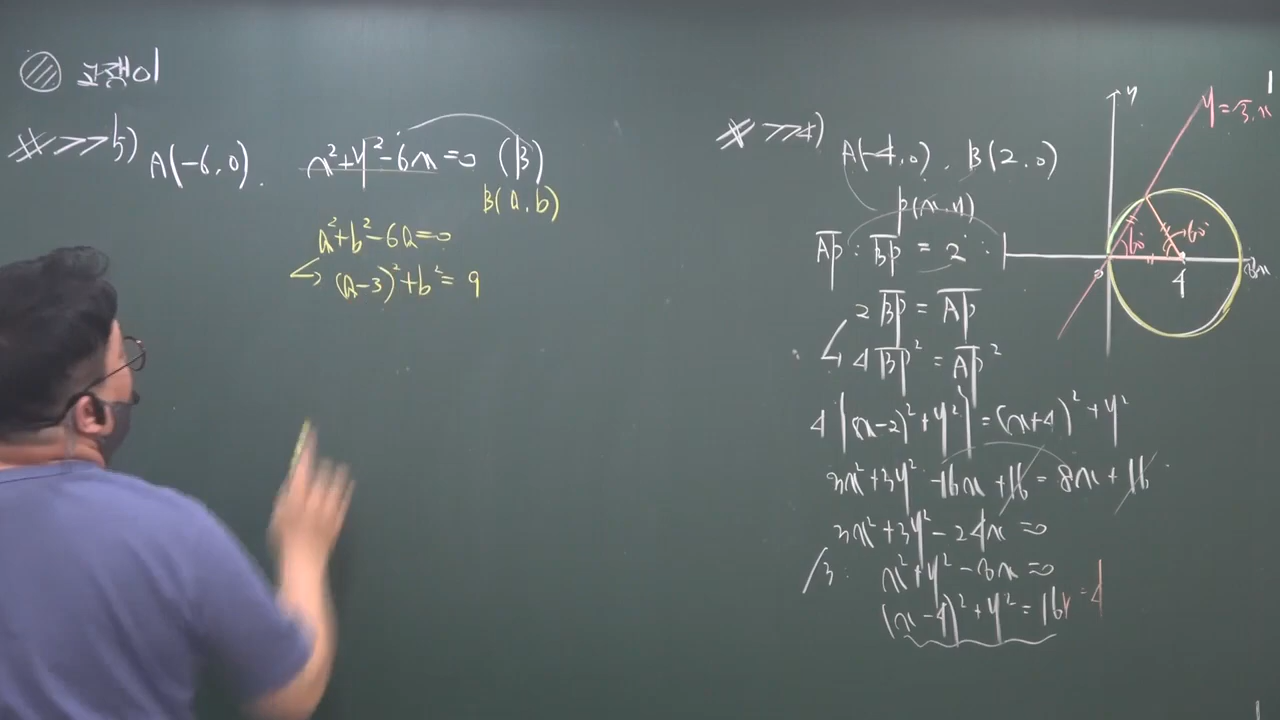 고쟁이
※>>>5) A(-6,0). x²+y²-6x=0 (B)
B(a,b)
a²+b²-6a=0
(a-3)²+b²=9
※>>>4) A(-4,0), B(2,0)
P(x,y)
AP : BP = 2 :
2BP = AP
4BP² = AP²
4{(x-2)²+y²}=(x+4)²+y²
3x²+3y²-16x+16=8x+16
3x²+3y²-24x=0
/3: x²+y²-8x=0
(x-4)²+y²=16 r=4
y
y=√3x
60°
60°
O
4
8
x